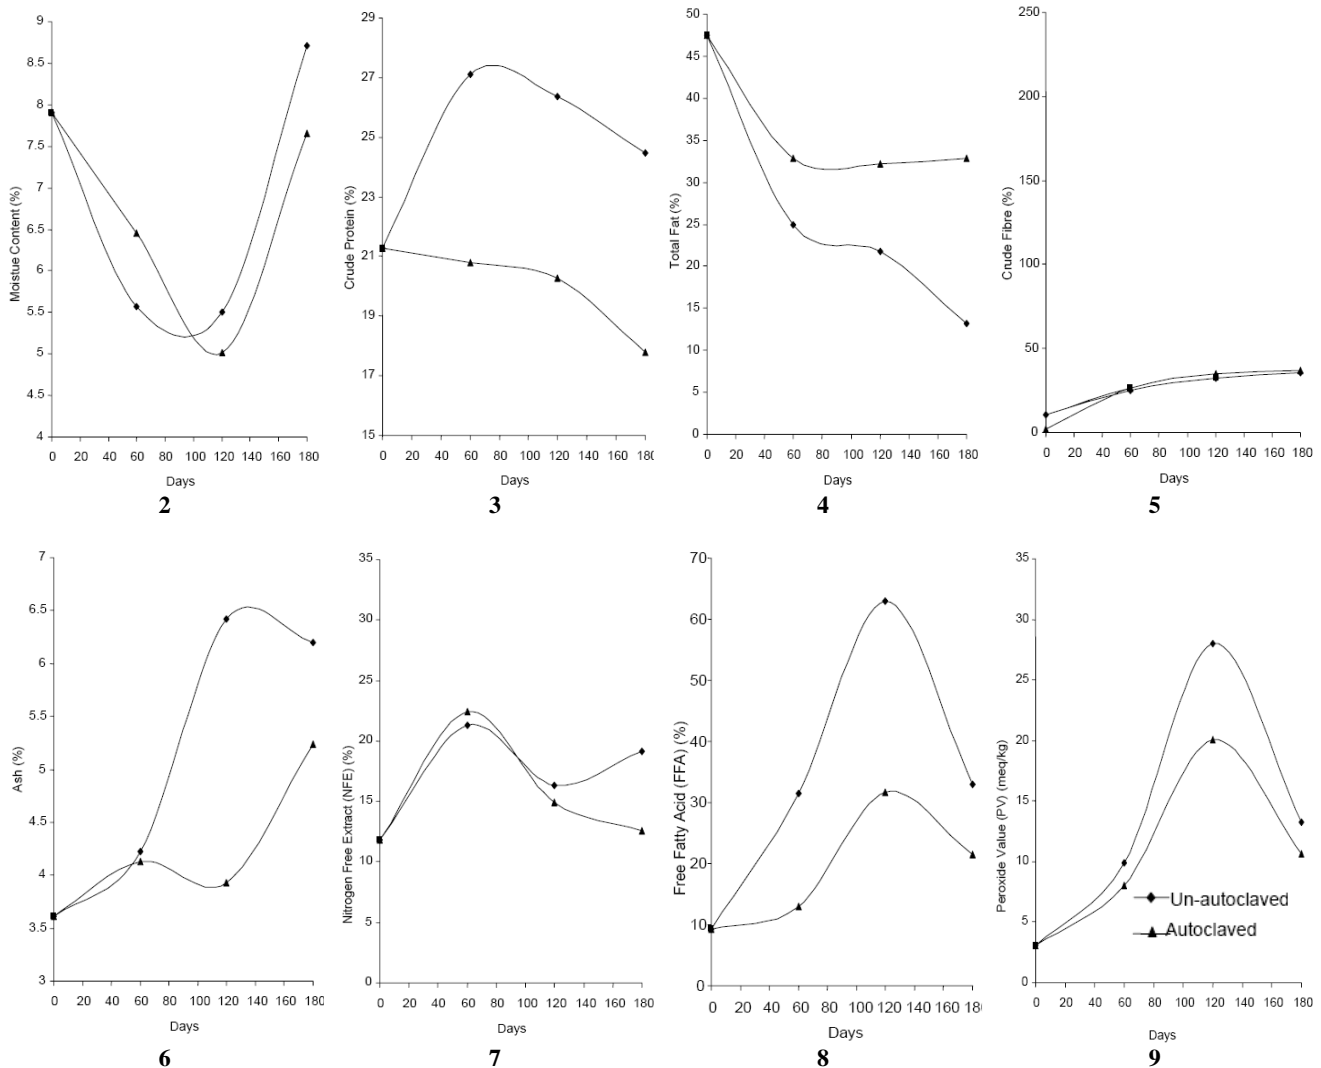 9
8.5
8
7.5
7
6.5
6
5.5
5
4.5
4
0 20 40 60 80 100 120 140 160 180
Moistue Content (%)
Days
2
29
27
25
23
21
19
17
15
0 20 40 60 80 100 120 140 160 180
Crude Protein (%)
Days
3
50
45
40
35
30
25
20
15
10
5
0
0 20 40 60 80 100 120 140 160 180
Total Fat (%)
Days
4
250
200
150
100
50
0
0 20 40 60 80 100 120 140 160 180
Crude Fibre (%)
Days
5
7
6.5
6
5.5
5
4.5
4
3.5
3
0 20 40 60 80 100 120 140 160 180
Ash (%)
Days
6
35
30
25
20
15
10
5
0
0 20 40 60 80 100 120 140 160 180
Nitrogen Free Extract (NFE) (%)
Days
7
70
60
50
40
30
20
10
0
0 20 40 60 80 100 120 140 160 180
Free Fatty Acid (FFA) (%)
Days
8
35
30
25
20
15
10
5
0
0 20 40 60 80 100 120 140 160 180
Peroxide Value (PV) (meq/kg)
Un-autoclaved
Autoclaved
Days
9